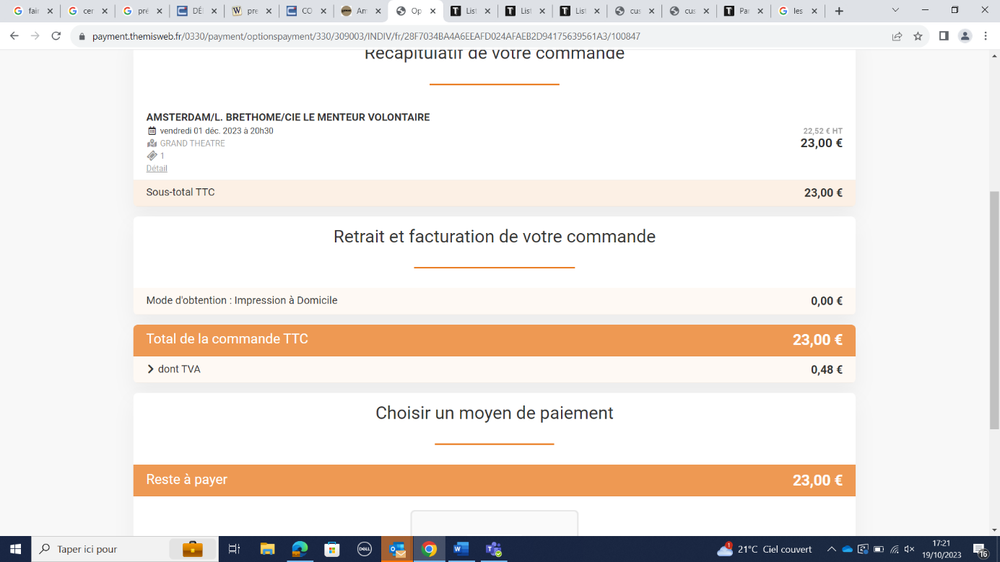 fair
cer
pré
DÉ
pre
CO
Am
Op
List
List
List
cus
cus
Par
les
payment.themisweb.fr/0330/payment/optionspayment/330/309003/INDIV/fr/28F7034BA4A6EEAFD024AFAEB2D94175639561A3/100847
Récapitulatif de votre commande
AMSTERDAM/L. BRETHOME/CIE LE MENTEUR VOLONTAIRE
vendredi 01 déc. 2023 à 20h30
22,52 € HT
GRAND THEATRE
23,00 €
1
Détail
Sous-total TTC
23,00 €
Retrait et facturation de votre commande
Mode d'obtention : Impression à Domicile
0,00 €
Total de la commande TTC
23,00 €
dont TVA
0,48 €
Choisir un moyen de paiement
Reste à payer
23,00 €
Taper ici pour
DELL
1
21°C Ciel couvert
17:21
19/10/2023
16